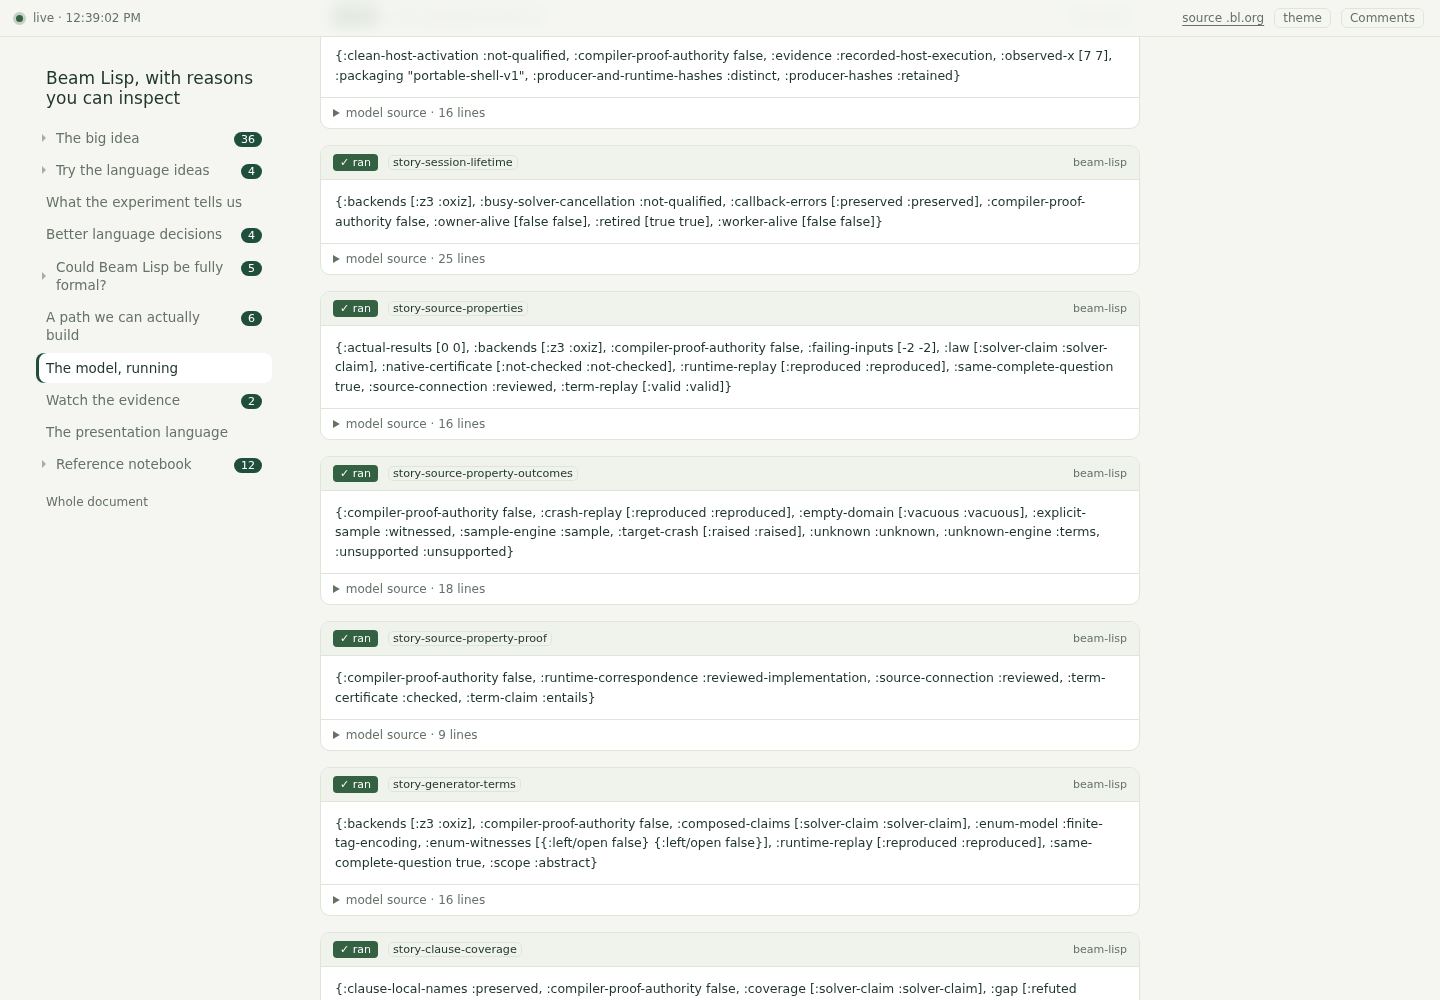 live · 12:39:02 PM
source .bl.org
theme
Comments
Beam Lisp, with reasons
you can inspect
The big idea 36
Try the language ideas 4
What the experiment tells us
Better language decisions 4
Could Beam Lisp be fully 5
formal?
A path we can actually 6
build
The model, running
Watch the evidence 2
The presentation language
Reference notebook 12
Whole document
{:clean-host-activation :not-qualified, :compiler-proof-authority false, :evidence :recorded-host-execution, :observed-x [7 7],
:packaging "portable-shell-v1", :producer-and-runtime-hashes :distinct, :producer-hashes :retained}
model source · 16 lines
✓ ran story-session-lifetime beam-lisp
{:backends [:z3 :oxiz], :busy-solver-cancellation :not-qualified, :callback-errors [:preserved :preserved], :compiler-proof-
authority false, :owner-alive [false false], :retired [true true], :worker-alive [false false]}
model source · 25 lines
✓ ran story-source-properties beam-lisp
{:actual-results [0 0], :backends [:z3 :oxiz], :compiler-proof-authority false, :failing-inputs [-2 -2], :law [:solver-claim :solver-
claim], :native-certificate [:not-checked :not-checked], :runtime-replay [:reproduced :reproduced], :same-complete-question
true, :source-connection :reviewed, :term-replay [:valid :valid]}
model source · 16 lines
✓ ran story-source-property-outcomes beam-lisp
{:compiler-proof-authority false, :crash-replay [:reproduced :reproduced], :empty-domain [:vacuous :vacuous], :explicit-
sample :witnessed, :sample-engine :sample, :target-crash [:raised :raised], :unknown :unknown, :unknown-engine :terms,
:unsupported :unsupported}
model source · 18 lines
✓ ran story-source-property-proof beam-lisp
{:compiler-proof-authority false, :runtime-correspondence :reviewed-implementation, :source-connection :reviewed, :term-
certificate :checked, :term-claim :entails}
model source · 9 lines
✓ ran story-generator-terms beam-lisp
{:backends [:z3 :oxiz], :compiler-proof-authority false, :composed-claims [:solver-claim :solver-claim], :enum-model :finite-
tag-encoding, :enum-witnesses [{:left/open false} {:left/open false}], :runtime-replay [:reproduced :reproduced], :same-
complete-question true, :scope :abstract}
model source · 16 lines
✓ ran story-clause-coverage beam-lisp
{:clause-local-names :preserved, :compiler-proof-authority false, :coverage [:solver-claim :solver-claim], :gap [:refuted